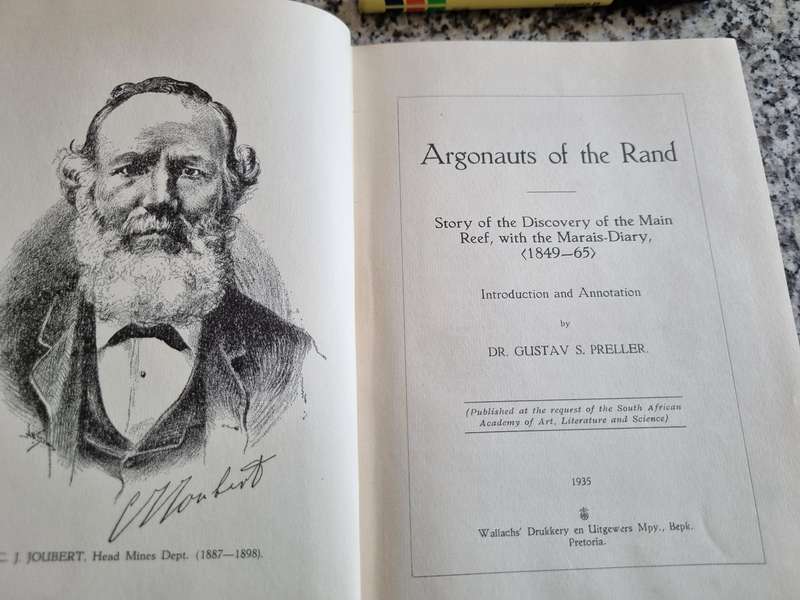 C. J. JOUBERT, Head Mines Dept. (1887—1898).
C J Joubert
Argonauts of the Rand
Story of the Discovery of the Main
Reef, with the Marais-Diary,
(1849—65)
Introduction and Annotation
by
DR. GUSTAV S. PRELLER.
(Published at the request of the South African
Academy of Art, Literature and Science)
1935
Wallachs' Drukkery en Uitgewers Mpy., Bepk.
Pretoria.